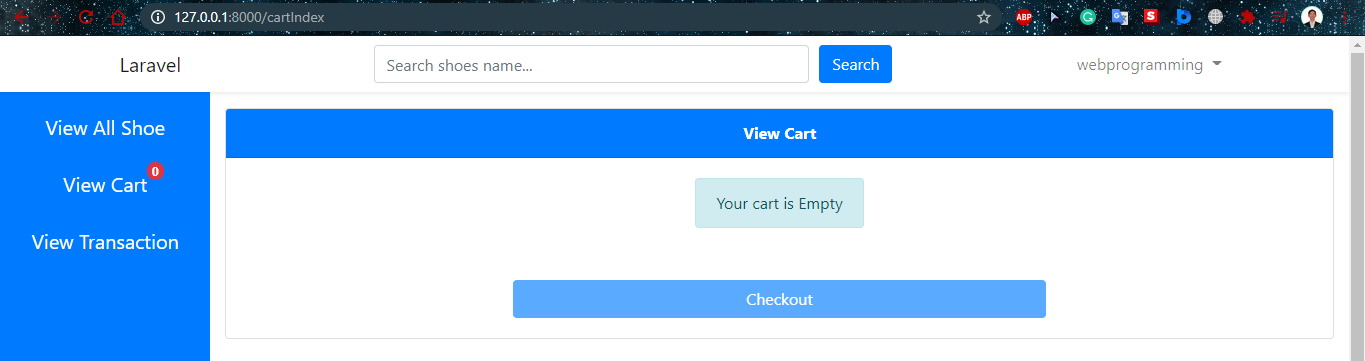 127.0.0.1:8000/cartIndex
ABP
G
S
Laravel
Search shoes name...
Search
webprogramming
View All Shoe
View Cart
0
View Transaction
View Cart
Your cart is Empty
Checkout